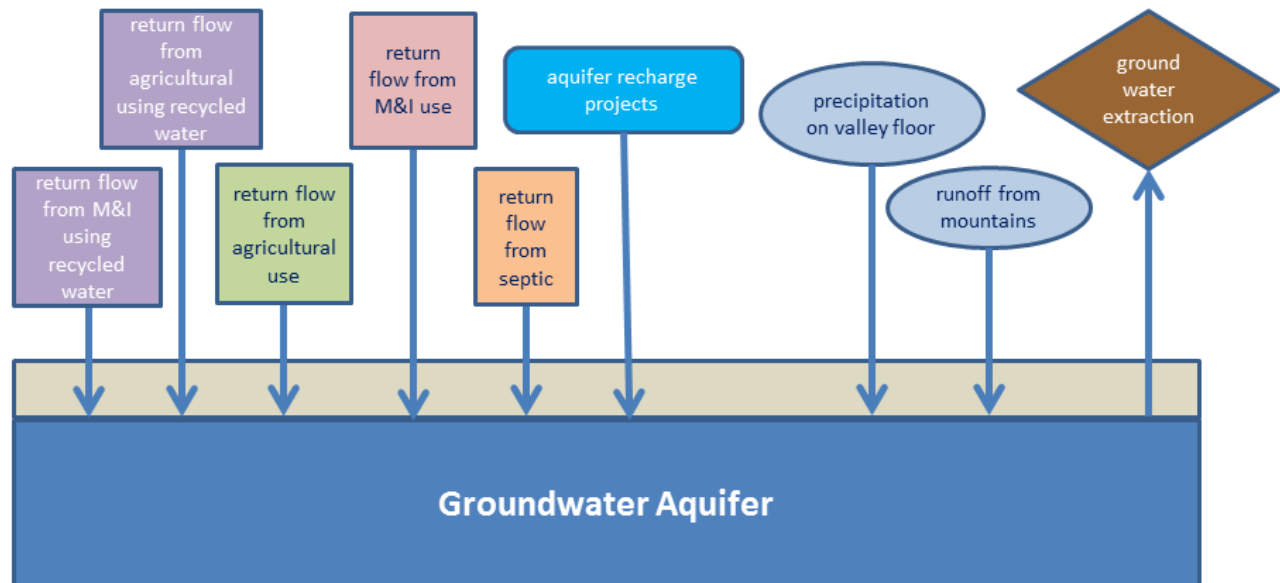 return flow
from
agricultural
using recycled
water
return
flow from
M&I use
aquifer recharge
projects
precipitation
on valley floor
ground
water
extraction
return flow
from M&I
using
recycled
water
return flow
from
agricultural
use
return
flow
from
septic
runoff from
mountains
Groundwater Aquifer